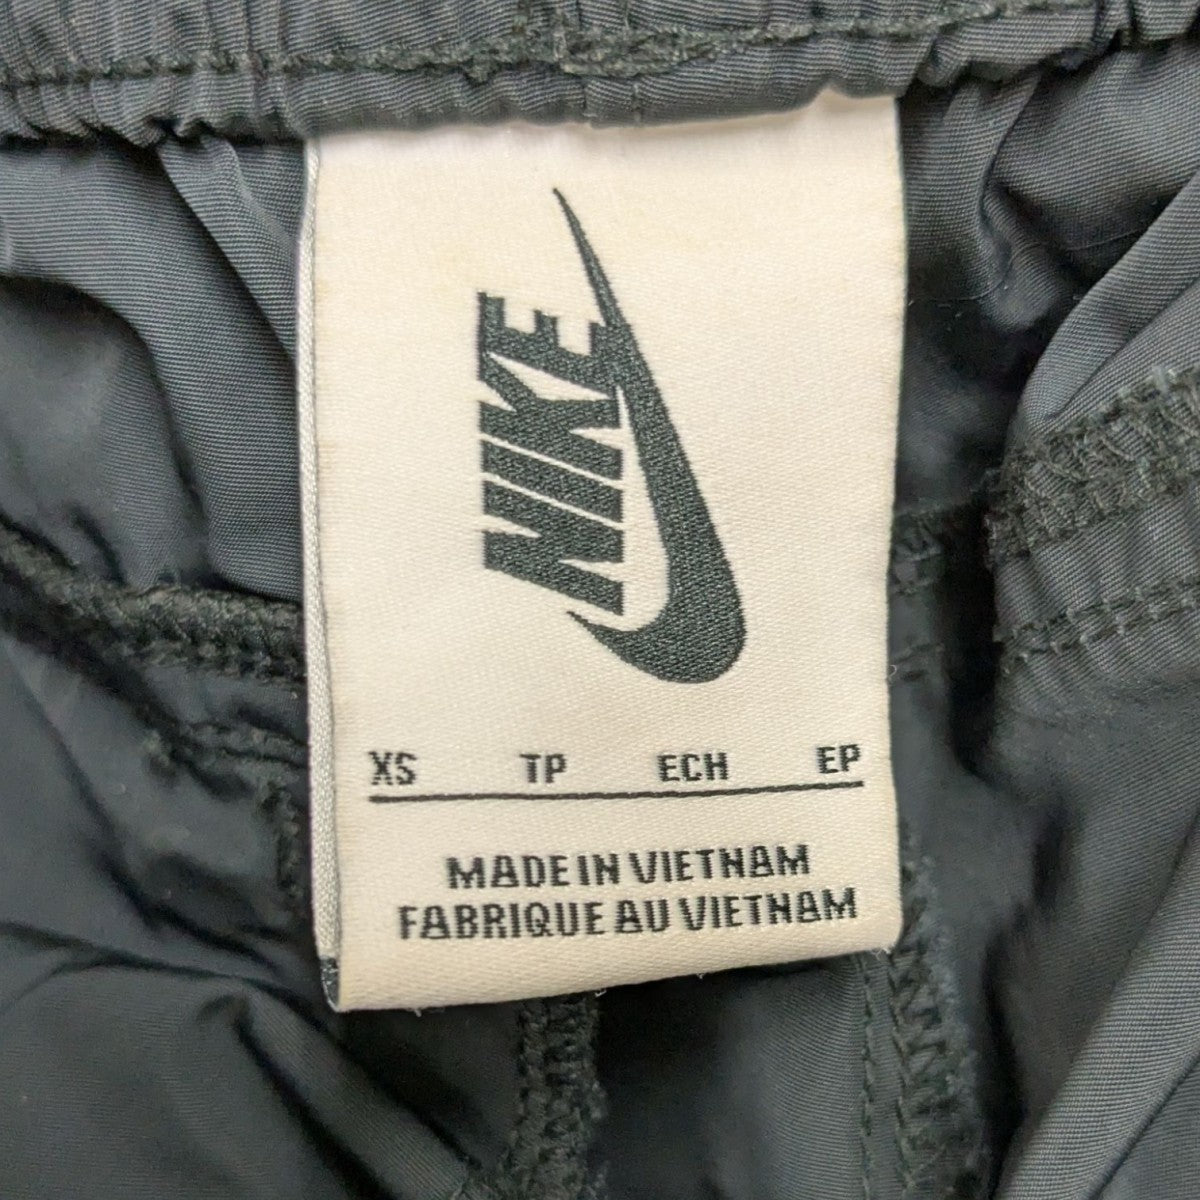 NIKE
XS TP ECH EP
MADE IN VIETNAM
FABRIQUE AU VIETNAM